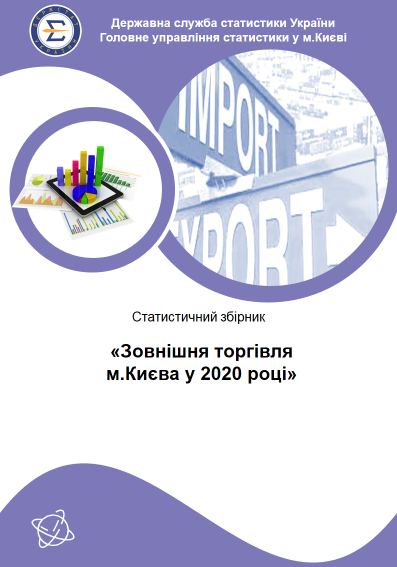 Державна служба статистики України
Головне управління статистики у м.Києві
IMPORT
EXPORT
Статистичний збірник
«Зовнішня торгівля
м.Києва у 2020 році»